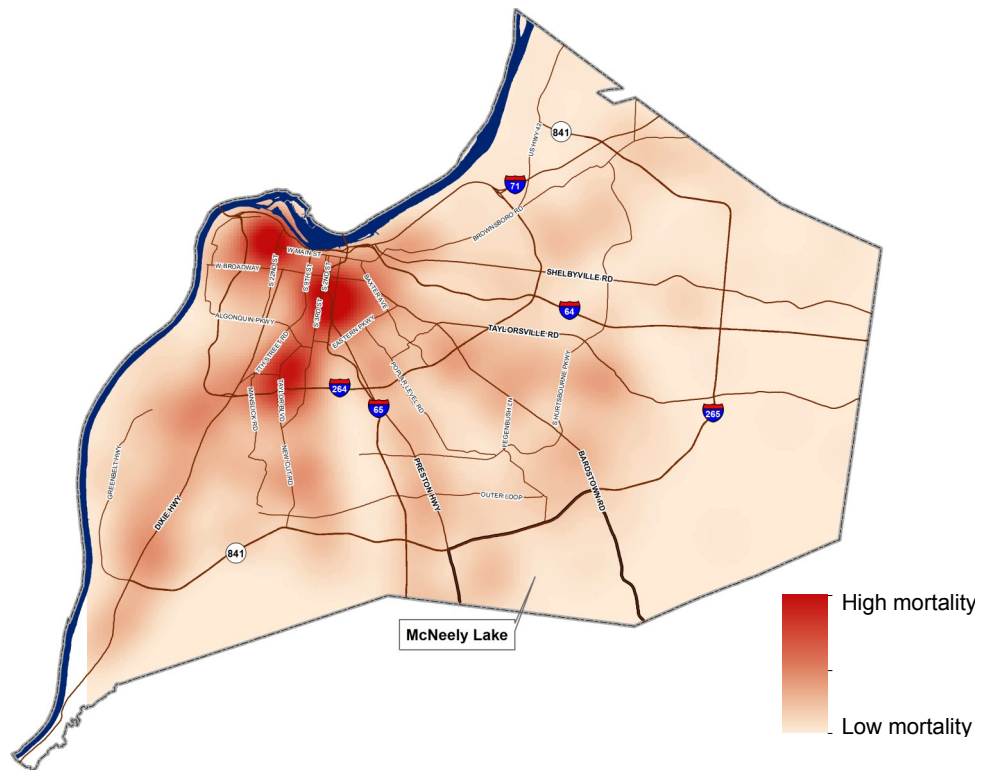 841
US HWY 42
71
BROWNSBORO RD
W MAIN ST
S 22ND ST
S 9TH ST
S 2ND ST
W BROADWAY
SHELBYVILLE RD
BAXTER AVE
S 3RD ST
64
ALGONQUIN PKWY
EASTERN PKWY
TAYLORSVILLE RD
7TH STREET RD
POPLAR LEVEL RD
S HURTSBOURNE PKWY
264
TAYLOR BLVD
MANSLICK RD
65
265
FEGENBUSH LN
GREENBELT HWY
NEW CUT RD
PRESTON HWY
BARDSTOWN RD
OUTER LOOP
DIXIE HWY
841
McNeely Lake
High mortality
Low mortality